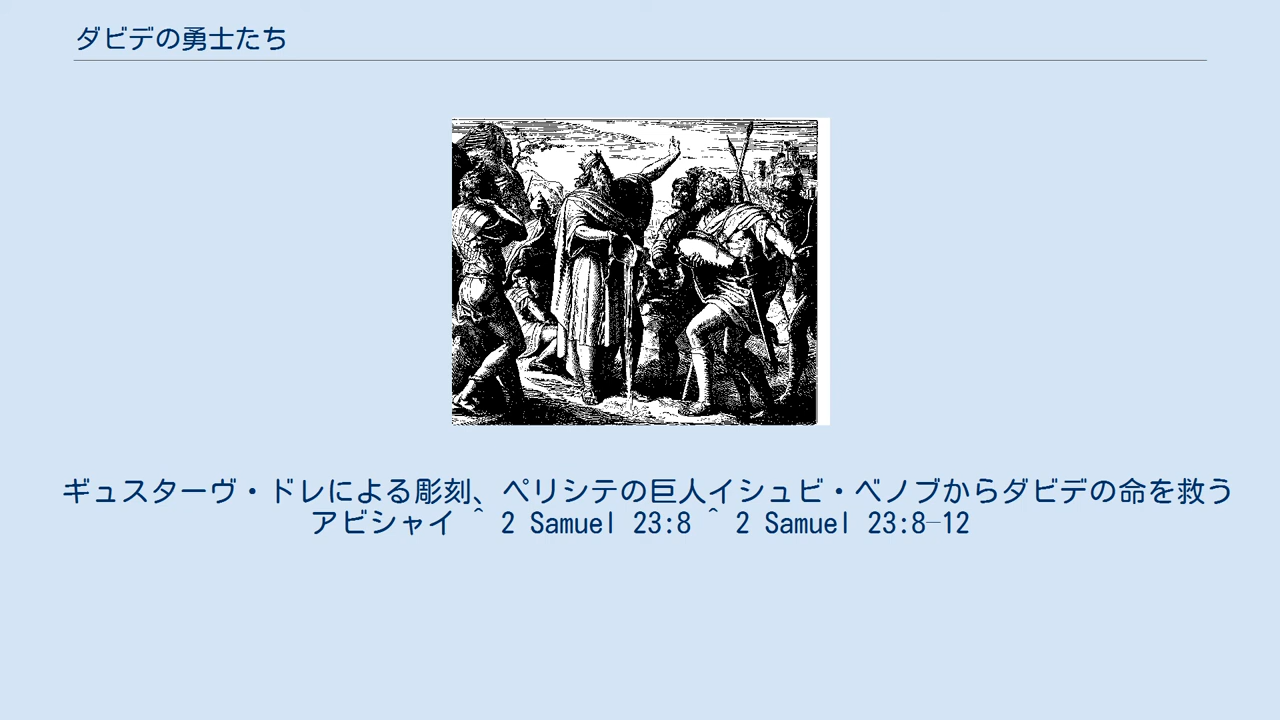 ダビデの勇士たち
ギュスターヴ・ドレによる彫刻、ペリシテの巨人イシュビ・ベノブからダビデの命を救う
アビシャイ ^ 2 Samuel 23:8 ^ 2 Samuel 23:8–12